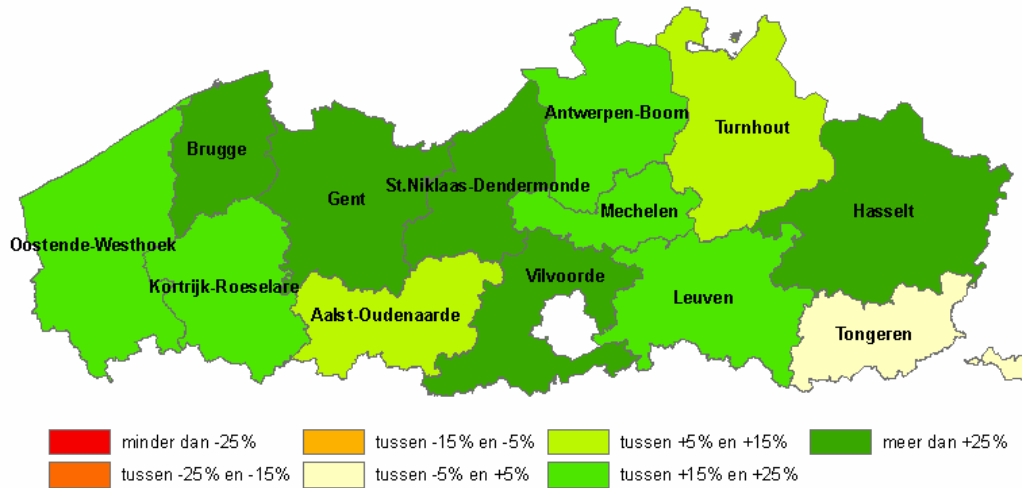 Antwerpen-Boom
Turnhout
Brugge
St.Niklaas-Dendermonde
Gent
Mechelen
Hasselt
Oostende-Westhoek
Vilvoorde
Kortrijk-Roeselare
Leuven
Aalst-Oudenaarde
Tongeren
minder dan -25%
tussen -15% en -5%
tussen +5% en +15%
meer dan +25%
tussen -25% en -15%
tussen -5% en +5%
tussen +15% en +25%